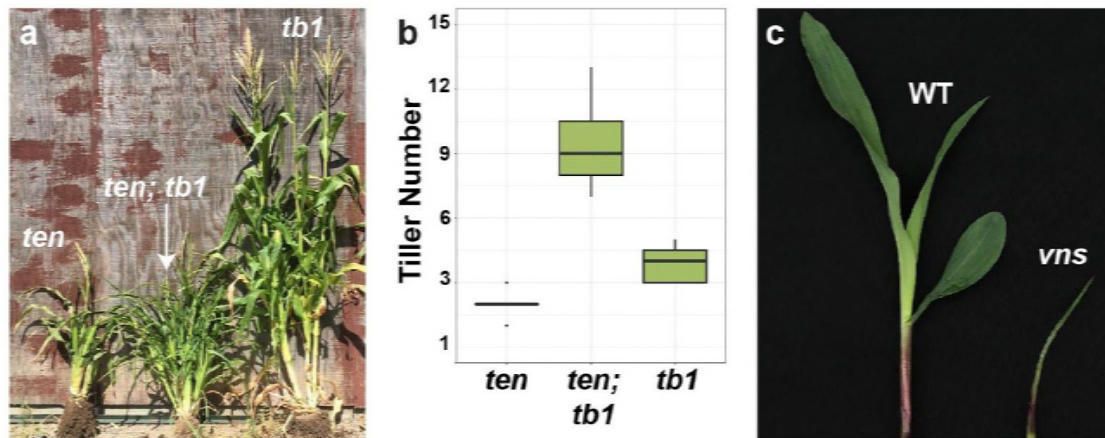 a
tb1
ten; tb1
ten
b
Tiller Number
15
12
9
6
3
1
ten
ten;
tb1
tb1
c
WT
vns